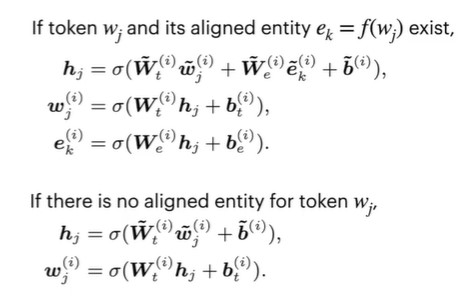 If token w_j and its aligned entity e_k = f(w_j) exist,
h_j = σ(W̃_t^(i) w̃_j^(i) + W̃_e^(i) ẽ_k^(i) + b̃^(i)),
w_j^(i) = σ(W_t^(i) h_j + b_t^(i)),
e_k^(i) = σ(W_e^(i) h_j + b_e^(i)).
If there is no aligned entity for token w_j,
h_j = σ(W̃_t^(i) w̃_j^(i) + b̃^(i)),
w_j^(i) = σ(W_t^(i) h_j + b_t^(i)).